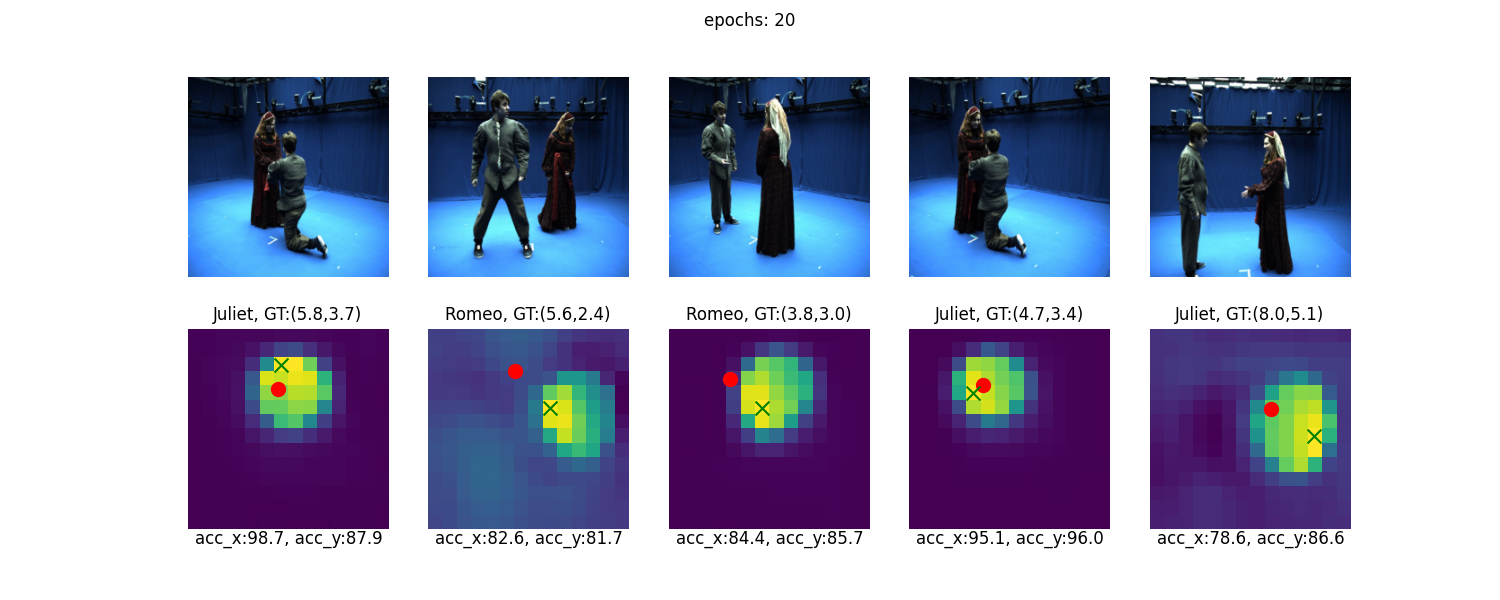 epochs: 20
Juliet, GT:(5.8,3.7)
Romeo, GT:(5.6,2.4)
Romeo, GT:(3.8,3.0)
Juliet, GT:(4.7,3.4)
Juliet, GT:(8.0,5.1)
acc_x:98.7, acc_y:87.9
acc_x:82.6, acc_y:81.7
acc_x:84.4, acc_y:85.7
acc_x:95.1, acc_y:96.0
acc_x:78.6, acc_y:86.6